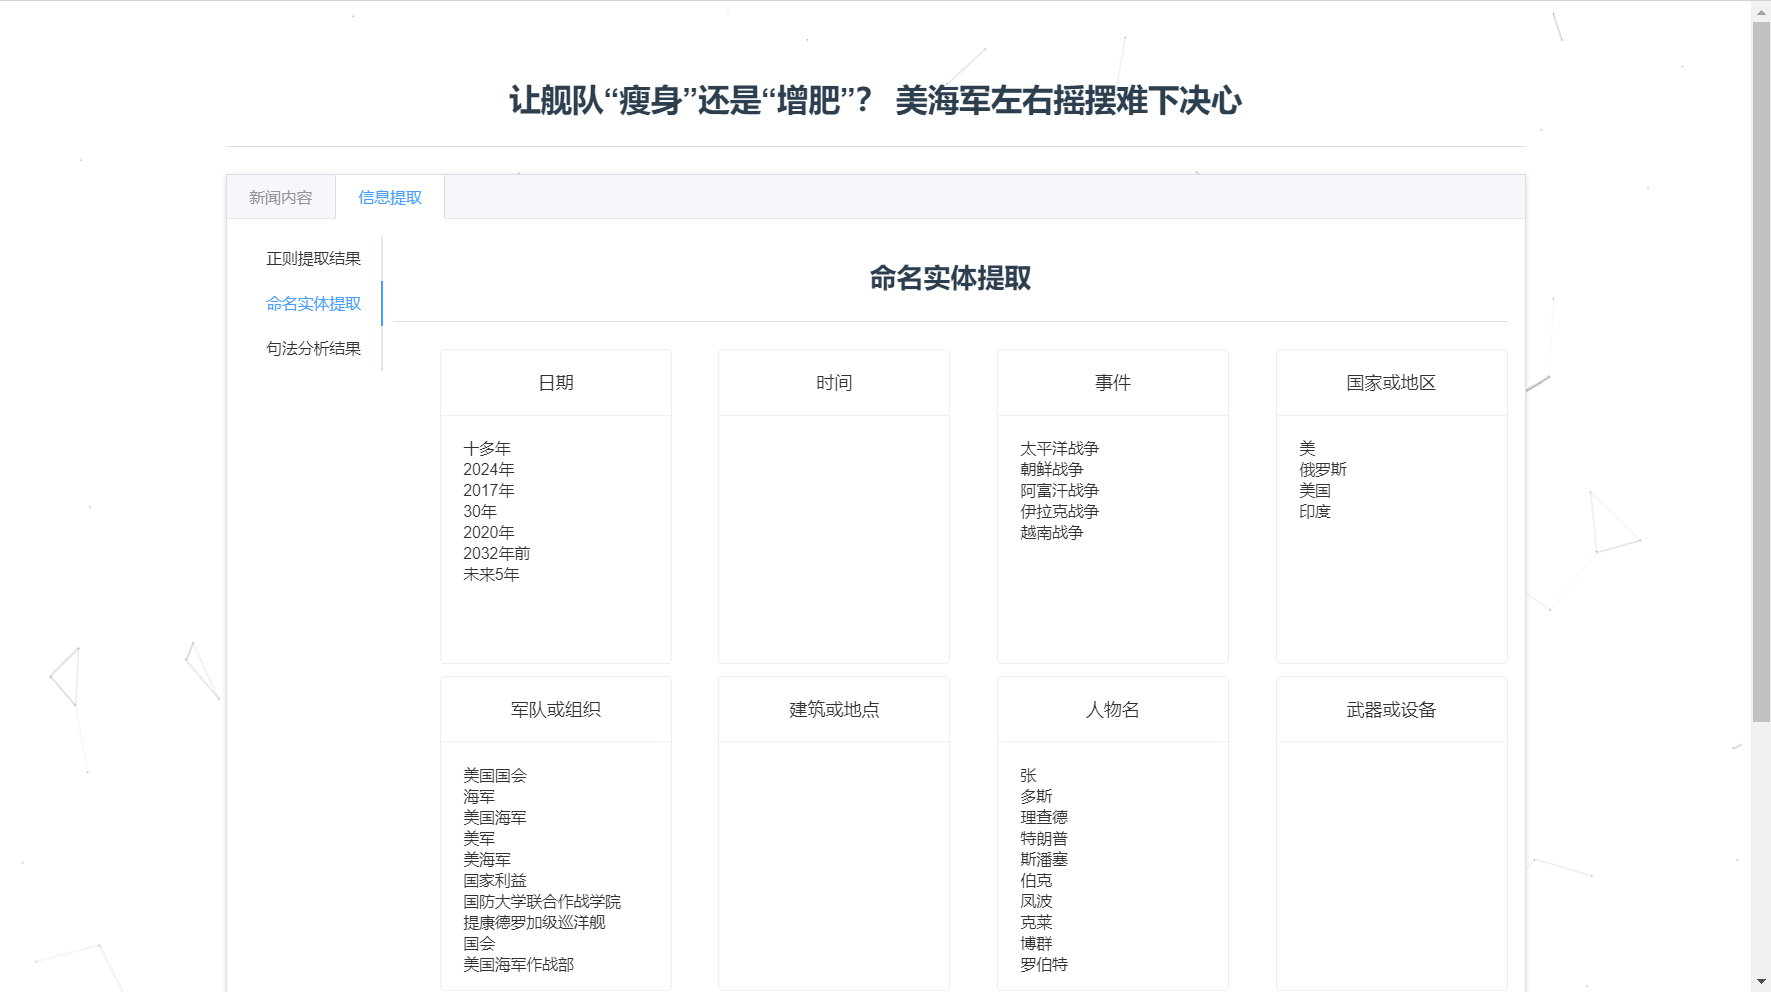 让舰队“瘦身”还是“增肥”？ 美海军左右摇摆难下决心
新闻内容
信息提取
正则提取结果
命名实体提取
句法分析结果
命名实体提取
日期
十多年
2024年
2017年
30年
2020年
2032年前
未来5年
时间
事件
太平洋战争
朝鲜战争
阿富汗战争
伊拉克战争
越南战争
国家或地区
美
俄罗斯
美国
印度
军队或组织
美国国会
海军
美国海军
美军
美海军
国家利益
国防大学联合作战学院
提康德罗加级巡洋舰
国会
美国海军作战部
建筑或地点
人物名
张
多斯
理查德
特朗普
斯潘塞
伯克
凤波
克莱
博群
罗伯特
武器或设备